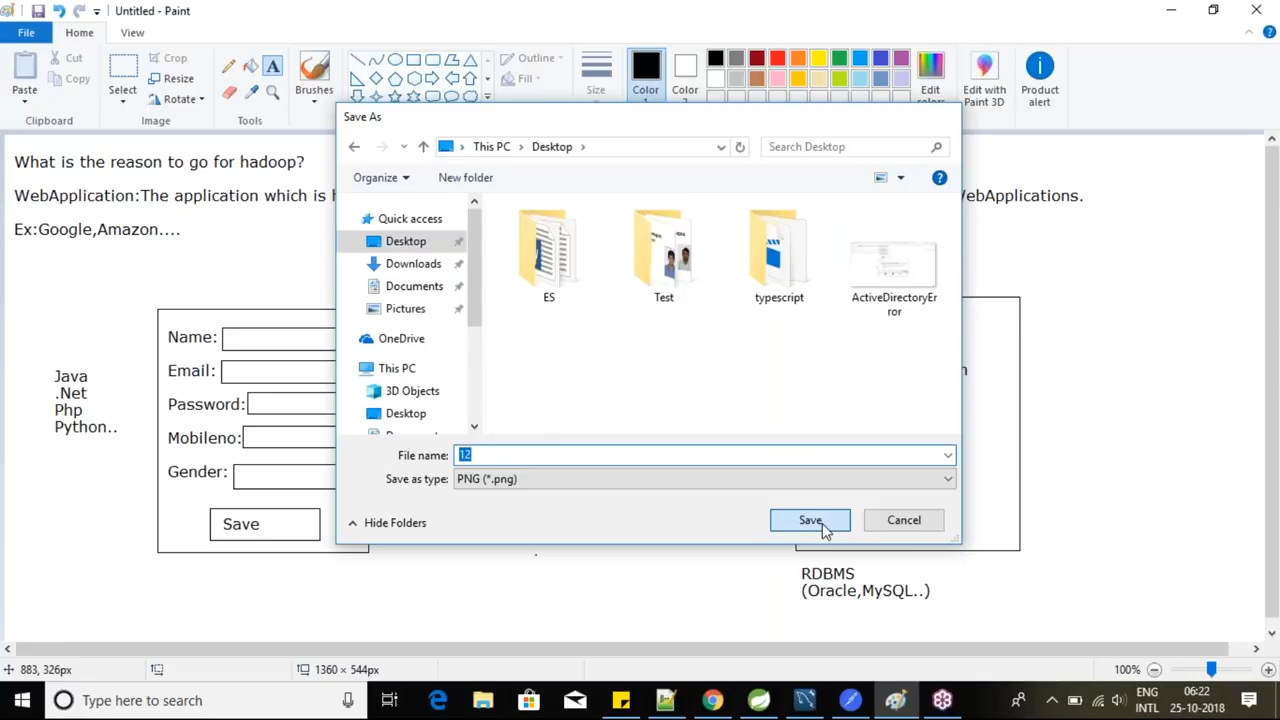 Untitled - Paint
File
Home
View
Paste
Cut
Copy
Clipboard
Select
Crop
Resize
Rotate
Image
A
Tools
Brushes
Outline
Fill
Size
Color
1
Color
2
Edit
colors
Edit with
Paint 3D
Product
alert
Save As
This PC
Desktop
Search Desktop
Organize
New folder
Quick access
Desktop
Downloads
Documents
Pictures
OneDrive
This PC
3D Objects
Desktop
ES
Test
typescript
ActiveDirectoryEr
ror
File name:
12
Save as type:
PNG (*.png)
Hide Folders
Save
Cancel
What is the reason to go for hadoop?
WebApplication:The application which is
ebApplications.
Ex:Google,Amazon....
Java
.Net
Php
Python..
Name:
Email:
Password:
Mobileno:
Gender:
Save
RDBMS
(Oracle,MySQL..)
883, 326px
1360 × 544px
100%
Type here to search
ENG
INTL
06:22
25-10-2018